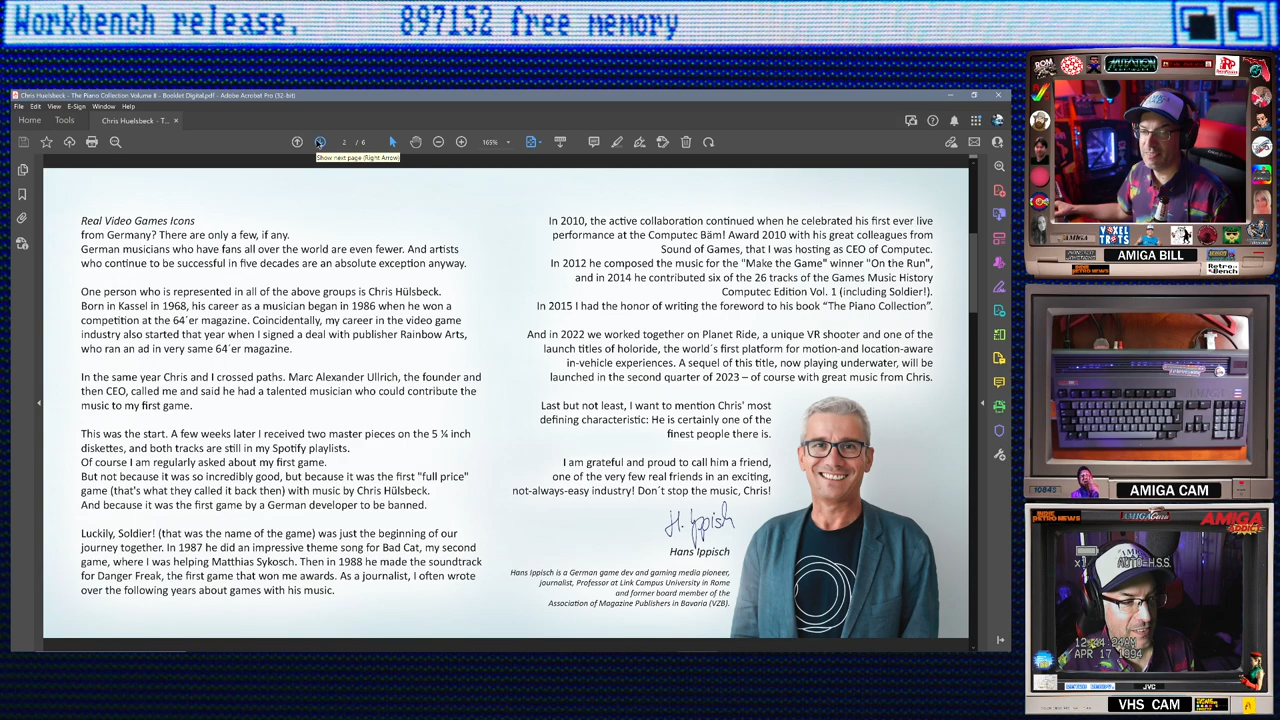 Workbench release.    897152 free memory
Chris Huelsbeck - The Piano Collection Volume II - Booklet Digital.pdf - Adobe Acrobat Pro (32-bit)
File Edit View E-Sign Window Help
Home Tools Chris Huelsbeck - T... ×
2 / 6 165%
Show next page (Right Arrow)
Real Video Games Icons
from Germany? There are only a few, if any.
German musicians who have fans all over the world are even fewer. And artists
who continue to be successful in five decades are an absolute exception anyway.
One person who is represented in all of the above groups is Chris Hülsbeck.
Born in Kassel in 1968, his career as a musician began in 1986 when he won a
competition at the 64´er magazine. Coincidentally, my career in the video game
industry also started that year when I signed a deal with publisher Rainbow Arts,
who ran an ad in very same 64´er magazine.
In the same year Chris and I crossed paths. Marc Alexander Ullrich, the founder and
then CEO, called me and said he had a talented musician who could contribute the
music to my first game.
This was the start. A few weeks later I received two master pieces on the 5 ¼ inch
diskettes, and both tracks are still in my Spotify playlists.
Of course I am regularly asked about my first game.
But not because it was so incredibly good, but because it was the first "full price"
game (that's what they called it back then) with music by Chris Hülsbeck.
And because it was the first game by a German developer to be banned.
Luckily, Soldier! (that was the name of the game) was just the beginning of our
journey together. In 1987 he did an impressive theme song for Bad Cat, my second
game, where I was helping Matthias Sykosch. Then in 1988 he made the soundtrack
for Danger Freak, the first game that won me awards. As a journalist, I often wrote
over the following years about games with his music.
In 2010, the active collaboration continued when he celebrated his first ever live
performance at the Computec Bäm! Award 2010 with his great colleagues from
Sound of Games, that I was hosting as CEO of Computec.
In 2012 he composed the music for the "Make the Game" winner "On the Run",
and in 2014 he contributed six of the 26 tracks of the Games Music History
Computec Edition Vol. 1 (including Soldier!).
In 2015 I had the honor of writing the foreword to his book “The Piano Collection”.
And in 2022 we worked together on Planet Ride, a unique VR shooter and one of the
launch titles of holoride, the world´s first platform for motion-and location-aware
in-vehicle experiences. A sequel of this title, now playing underwater, will be
launched in the second quarter of 2023 – of course with great music from Chris.
Last but not least, I want to mention Chris' most
defining characteristic: He is certainly one of the
finest people there is.
I am grateful and proud to call him a friend,
one of the very few real friends in an exciting,
not-always-easy industry! Don´t stop the music, Chris!
H. Ippisch
Hans Ippisch
Hans Ippisch is a German game dev and gaming media pioneer,
journalist, Professor at Link Campus University in Rome
and former board member of the
Association of Magazine Publishers in Bavaria (VZB).
MUTATION
AMIGA
VOXEL TROTS
AMIGA BILL
INDIE RETRO NEWS
Retro-Bench
1084S
AMIGA CAM
INDIE RETRO NEWS
AMIGA ADDICT
x1 AUTO H.S.S.
APR 17 1994
JVC
VHS CAM